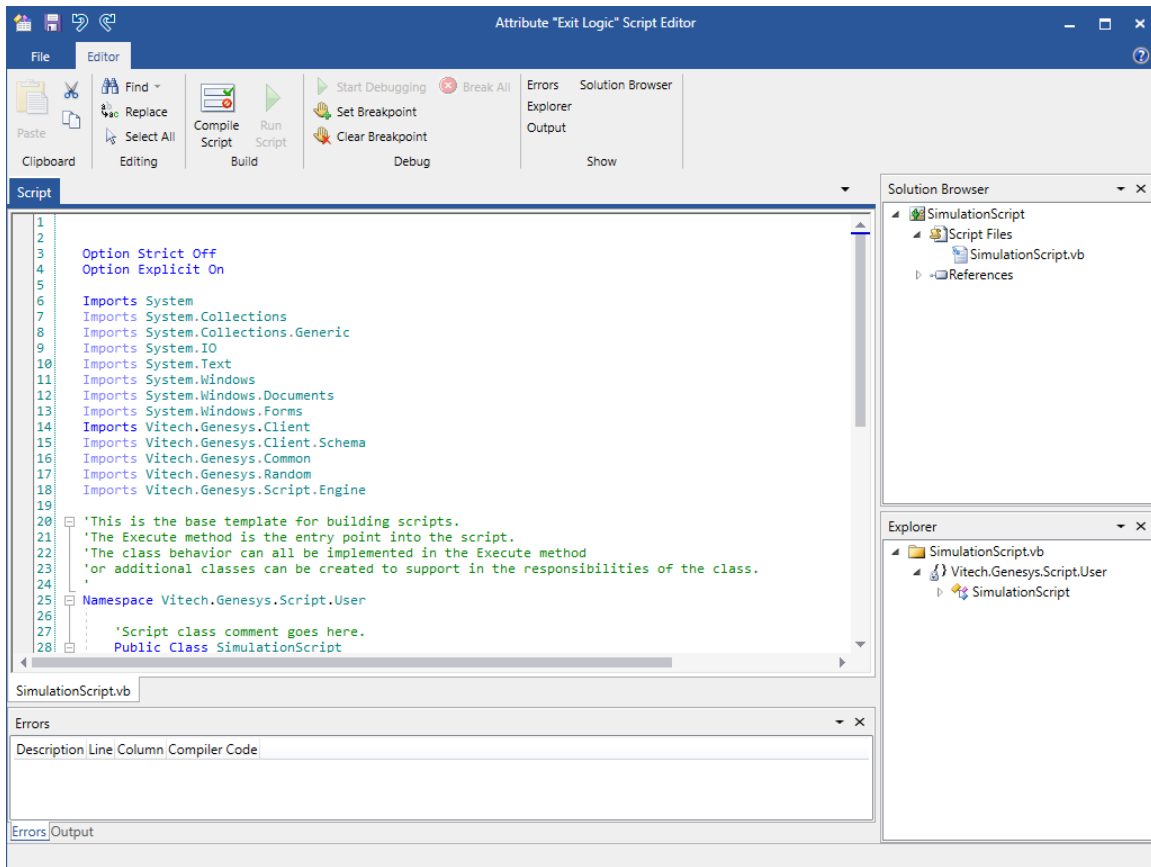 Attribute "Exit Logic" Script Editor
File Editor
Paste
Clipboard
Find
Replace
Select All
Editing
Compile Script
Run Script
Build
Start Debugging Break All
Set Breakpoint
Clear Breakpoint
Debug
Errors Solution Browser
Explorer
Output
Show
Script
1
2
3 Option Strict Off
4 Option Explicit On
5
6 Imports System
7 Imports System.Collections
8 Imports System.Collections.Generic
9 Imports System.IO
10 Imports System.Text
11 Imports System.Windows
12 Imports System.Windows.Documents
13 Imports System.Windows.Forms
14 Imports Vitech.Genesys.Client
15 Imports Vitech.Genesys.Client.Schema
16 Imports Vitech.Genesys.Common
17 Imports Vitech.Genesys.Random
18 Imports Vitech.Genesys.Script.Engine
19
20 'This is the base template for building scripts.
21 'The Execute method is the entry point into the script.
22 'The class behavior can all be implemented in the Execute method
23 'or additional classes can be created to support in the responsibilities of the class.
24 '
25 Namespace Vitech.Genesys.Script.User
26
27 'Script class comment goes here.
28 Public Class SimulationScript
SimulationScript.vb
Errors
Description Line Column Compiler Code
Errors Output
Solution Browser
SimulationScript
Script Files
SimulationScript.vb
References
Explorer
SimulationScript.vb
Vitech.Genesys.Script.User
SimulationScript